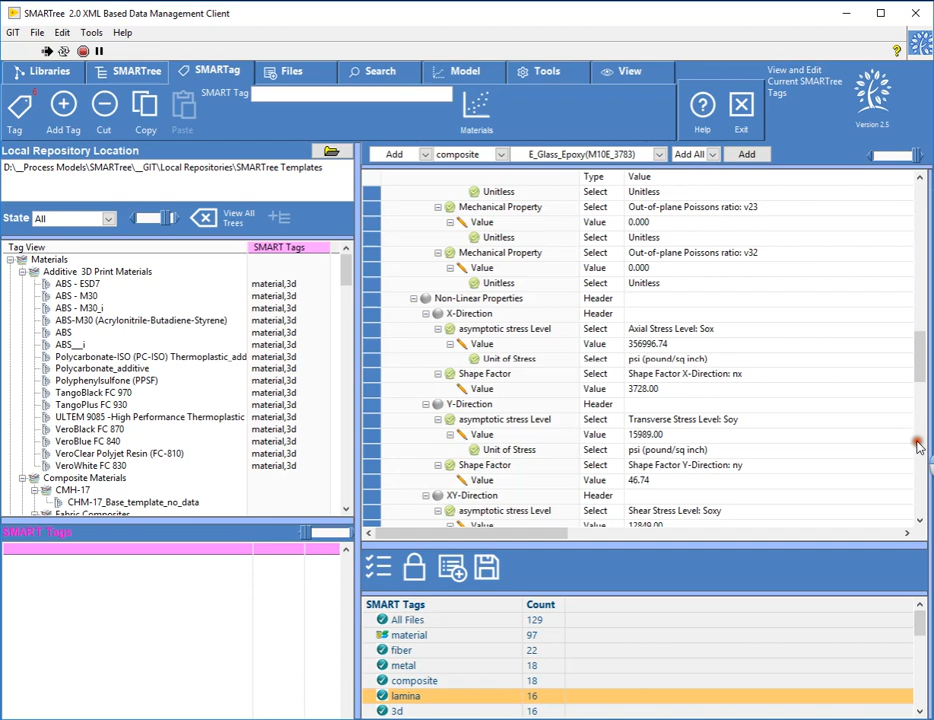 SMARTree 2.0 XML Based Data Management Client
GIT File Edit Tools Help
Libraries SMARTree SMARTag Files Search Model Tools View
SMART Tag
Tag Add Tag Cut Copy Paste Materials Help Exit
View and Edit
Current SMARTree
Tags
Version 2.5
Local Repository Location
D:\__Process Models\SMARTree\__GIT\Local Repositories\SMARTree Templates
State All View All
Trees
Tag View SMART Tags
Materials
Additive 3D Print Materials
ABS - ESD7 material,3d
ABS - M30 material,3d
ABS - M30_i material,3d
ABS-M30 (Acrylonitrile-Butadiene-Styrene) material,3d
ABS material,3d
ABS__i material,3d
Polycarbonate-ISO (PC-ISO) Thermoplastic_add material,3d
Polycarbonate_additive material,3d
Polyphenylsulfone (PPSF) material,3d
TangoBlack FC 970 material,3d
TangoPlus FC 930 material,3d
ULTEM 9085 -High Performance Thermoplastic material,3d
VeroBlack FC 870 material,3d
VeroBlue FC 840 material,3d
VeroClear Polyjet Resin (FC-810) material,3d
VeroWhite FC 830 material,3d
Composite Materials
CMH-17
CHM-17_Base_template_no_data
Fabric Composites
SMART Tags
Add composite E_Glass_Epoxy(M10E_3783) Add All Add
Type Value
Unitless Select Unitless
Mechanical Property Select Out-of-plane Poissons ratio: v23
Value Value 0.000
Unitless Select Unitless
Mechanical Property Select Out-of-plane Poissons ratio: v32
Value Value 0.000
Unitless Select Unitless
Non-Linear Properties Header
X-Direction Header
asymptotic stress Level Select Axial Stress Level: Sox
Value Value 356996.74
Unit of Stress Select psi (pound/sq inch)
Shape Factor Select Shape Factor X-Direction: nx
Value Value 3728.00
Y-Direction Header
asymptotic stress Level Select Transverse Stress Level: Soy
Value Value 15989.00
Unit of Stress Select psi (pound/sq inch)
Shape Factor Select Shape Factor Y-Direction: ny
Value Value 46.74
XY-Direction Header
asymptotic stress Level Select Shear Stress Level: Soxy
Value Value 12849.00
SMART Tags Count
All Files 129
material 97
fiber 22
metal 18
composite 18
lamina 16
3d 16